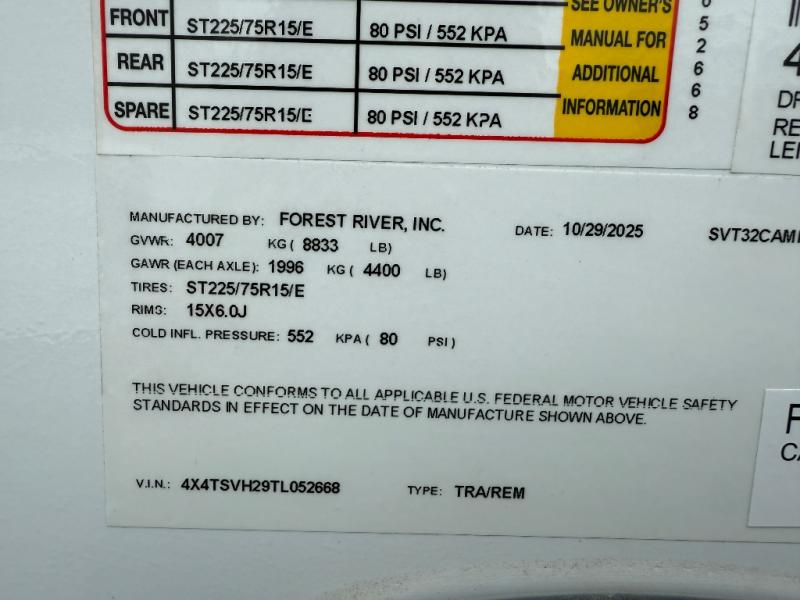 FRONT ST225/75R15/E 80 PSI / 552 KPA
REAR ST225/75R15/E 80 PSI / 552 KPA
SPARE ST225/75R15/E 80 PSI / 552 KPA
SEE OWNER'S
MANUAL FOR
ADDITIONAL
INFORMATION
5
2
6
6
8
MANUFACTURED BY: FOREST RIVER, INC. DATE: 10/29/2025 SVT32CAM
GVWR: 4007 KG ( 8833 LB)
GAWR (EACH AXLE): 1996 KG ( 4400 LB)
TIRES: ST225/75R15/E
RIMS: 15X6.0J
COLD INFL. PRESSURE: 552 KPA ( 80 PSI )
THIS VEHICLE CONFORMS TO ALL APPLICABLE U.S. FEDERAL MOTOR VEHICLE SAFETY
STANDARDS IN EFFECT ON THE DATE OF MANUFACTURE SHOWN ABOVE.
V.I.N.: 4X4TSVH29TL052668 TYPE: TRA/REM